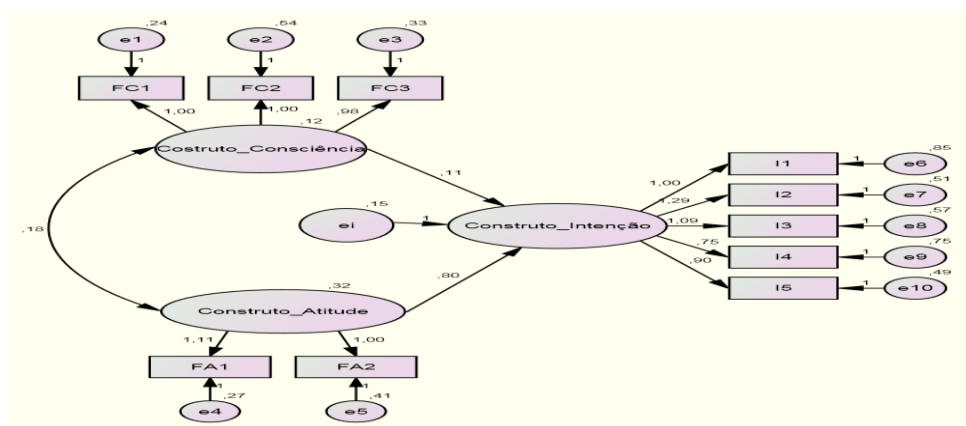 ,24 ,54 ,33
e1 e2 e3
1 1 1
FC1 FC2 FC3
1,00 1,00 ,98
,12
Costruto_Consciência
,11
,18
,15
ei
1
Construto_Intenção
,80
,32
Construto_Atitude
1,11 1,00
FA1 FA2
1 1
,27 ,41
e4 e5
1,00 I1 1 ,85 e6
1,29 I2 1 ,51 e7
1,09 I3 1 ,57 e8
,75 I4 1 ,75 e9
,90 I5 1 ,49 e10